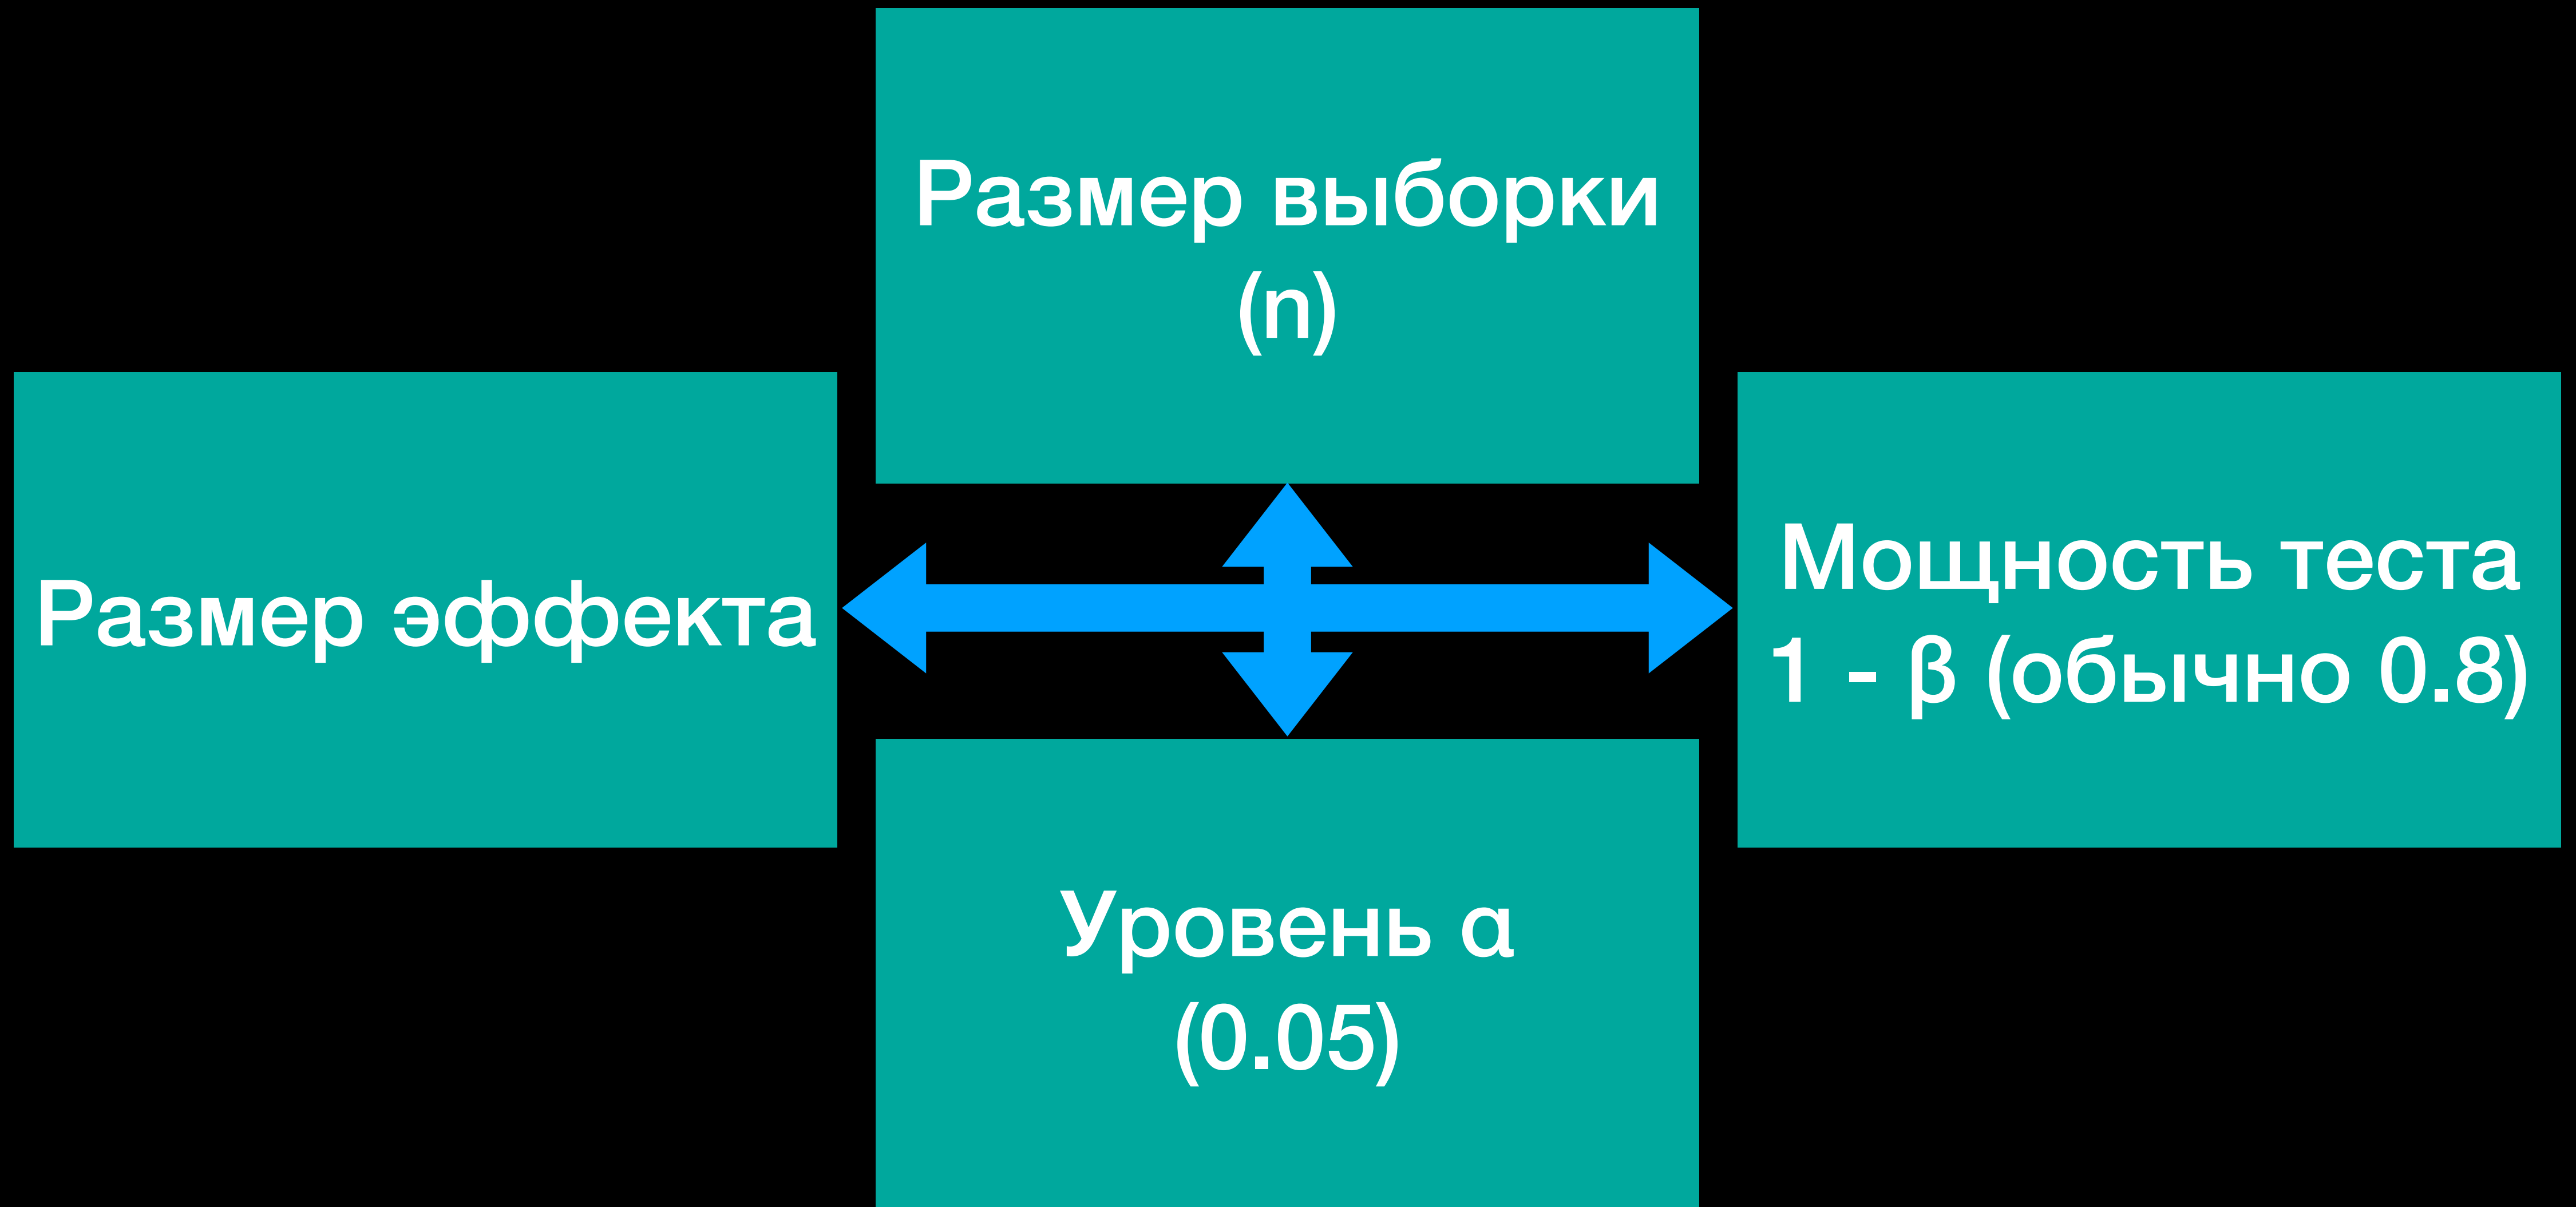 Размер выборки
(n)
Размер эффекта
Мощность теста
1 - β (обычно 0.8)
Уровень α
(0.05)